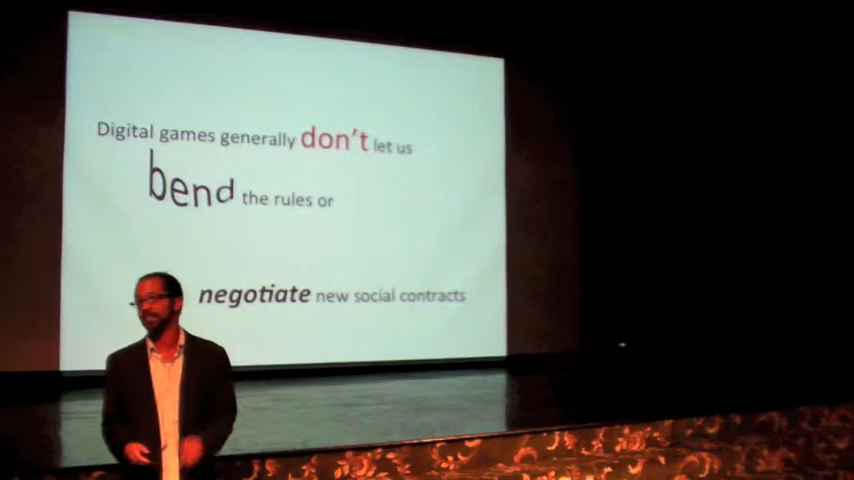 Digital games generally don't let us
bend the rules or
negotiate new social contracts